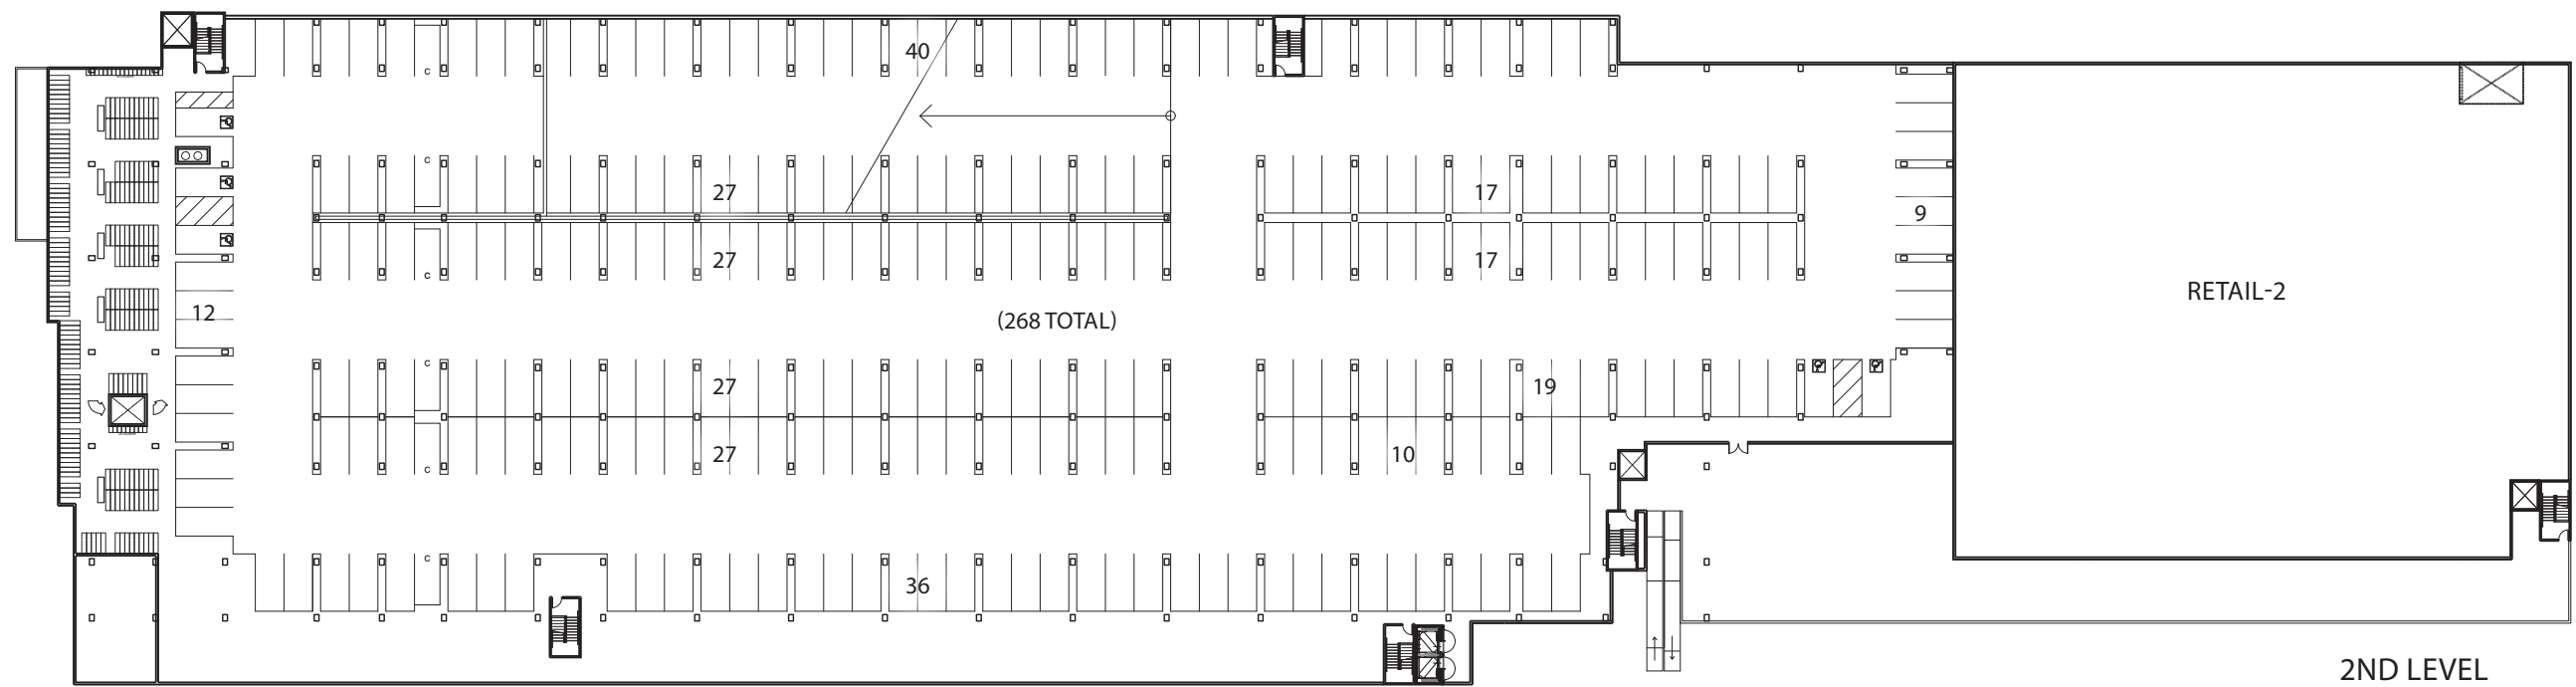 40
C
C
27
17
9
27
17
C
12
(268 TOTAL)
RETAIL-2
C
27
19
27
10
C
C
36
2ND LEVEL